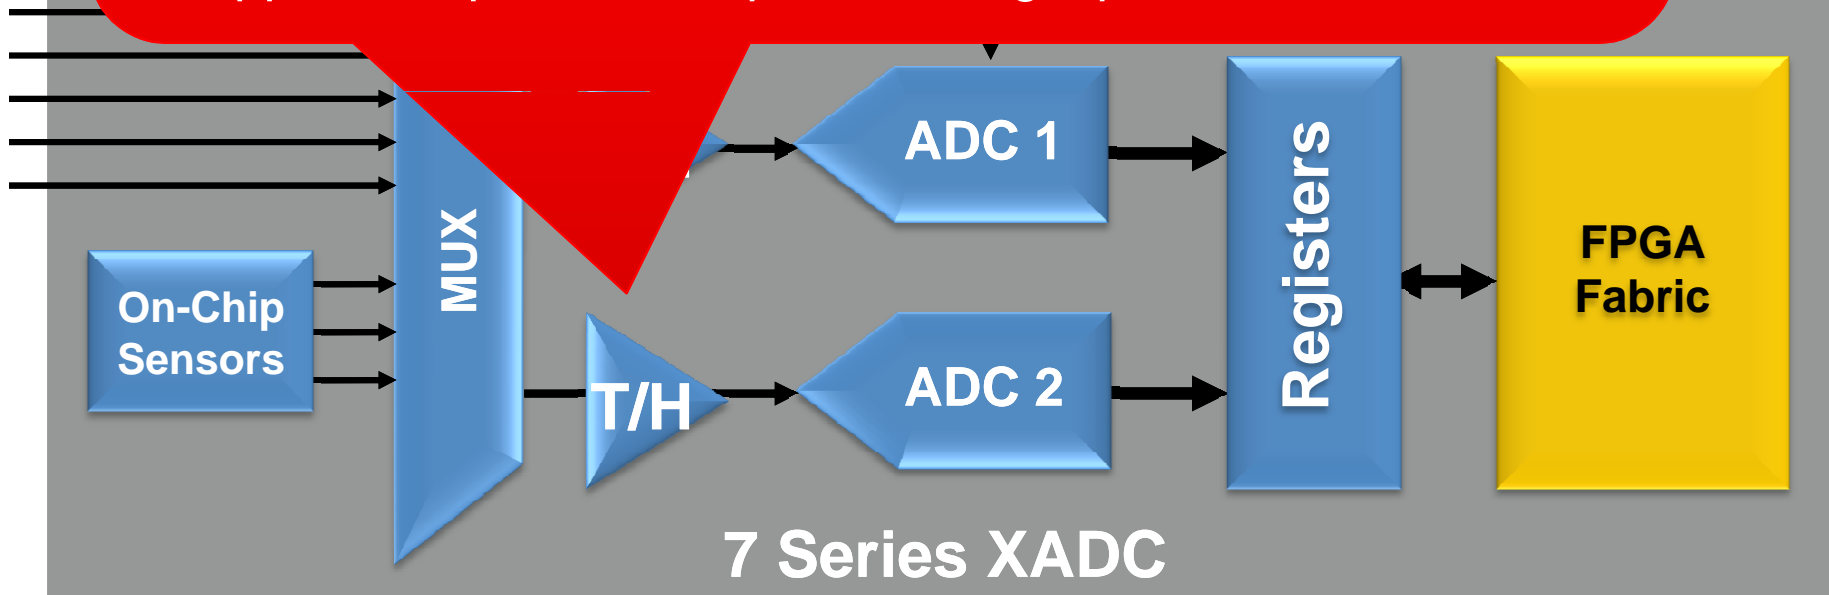 ADC 1
MUX
Registers
FPGA
Fabric
On-Chip
Sensors
T/H
ADC 2
7 Series XADC